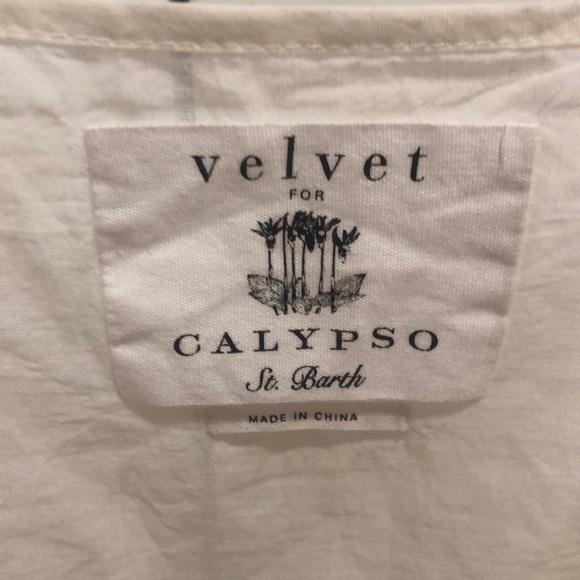 velvet
FOR
CALYPSO
St. Barth
MADE IN CHINA